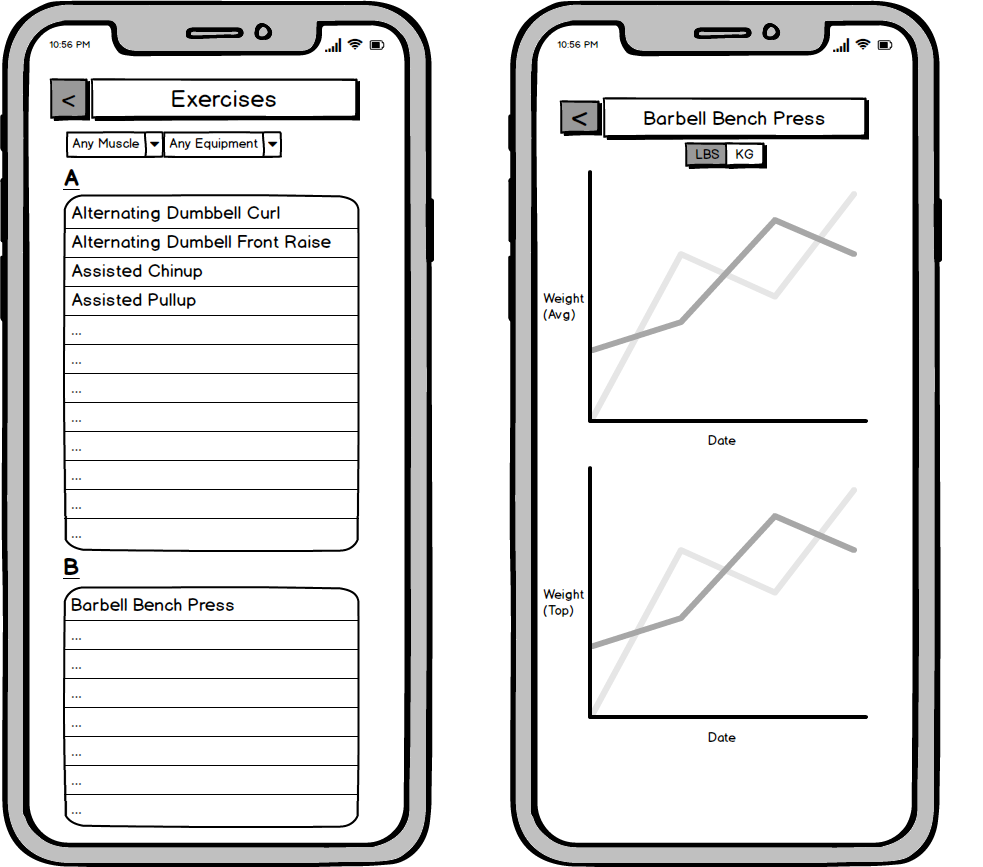 10:56 PM
< Exercises
Any Muscle Any Equipment
A
Alternating Dumbbell Curl
Alternating Dumbell Front Raise
Assisted Chinup
Assisted Pullup
...
...
...
...
...
...
...
...
B
Barbell Bench Press
...
...
...
...
...
...
...
10:56 PM
< Barbell Bench Press
LBS KG
Weight
(Avg)
Date
Weight
(Top)
Date